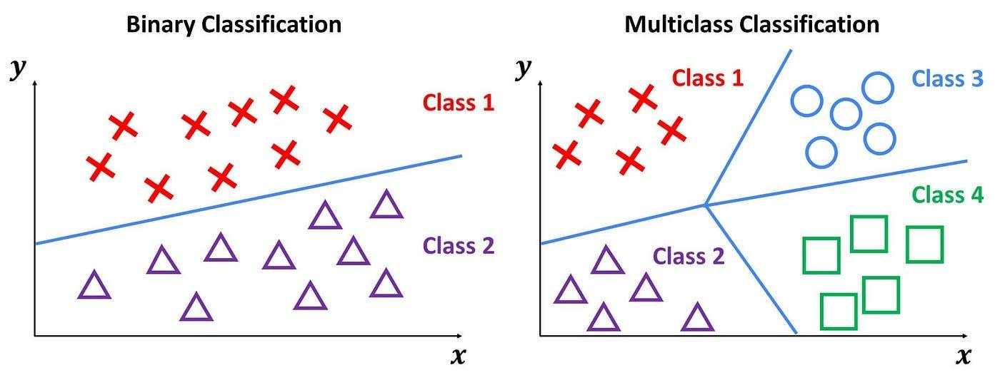 Binary Classification
y
Class 1
Class 2
x
Multiclass Classification
y
Class 1
Class 3
Class 4
Class 2
x